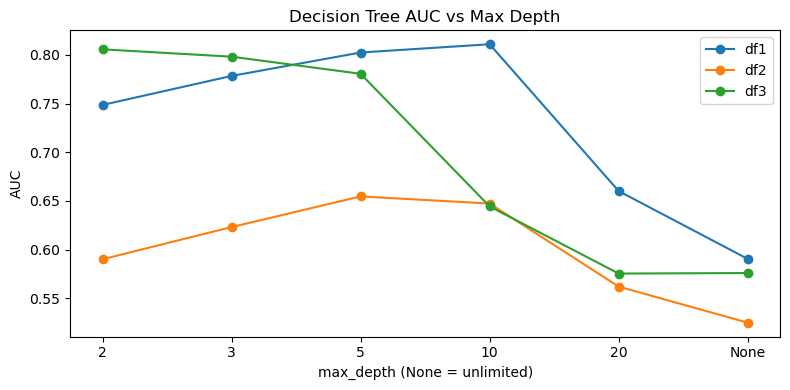 Decision Tree AUC vs Max Depth
df1
df2
df3
0.80
0.75
0.70
0.65
0.60
0.55
AUC
2 3 5 10 20 None
max_depth (None = unlimited)